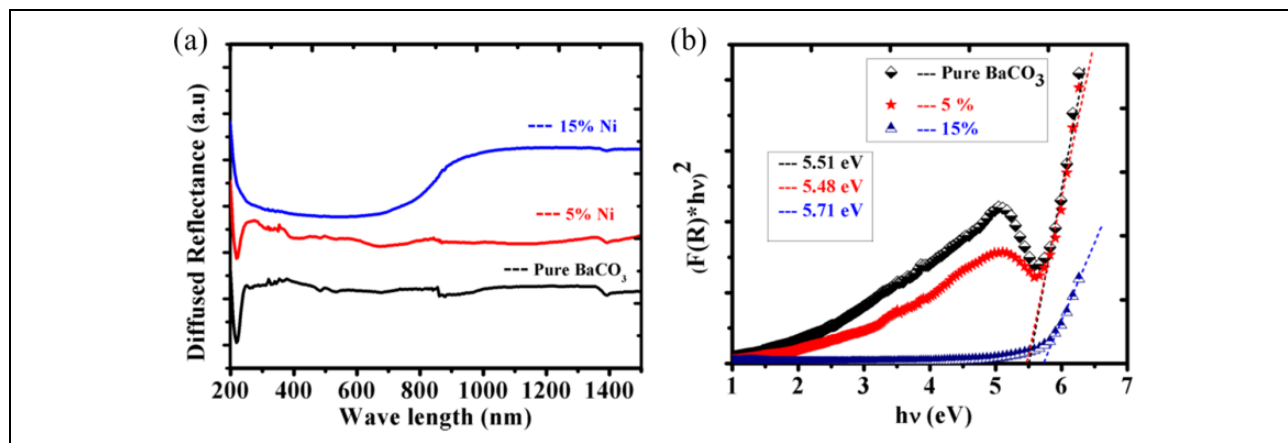 (a)
Diffused Reflectance (a.u)
--- 15% Ni
--- 5% Ni
--- Pure BaCO3
200 400 600 800 1000 1200 1400
Wave length (nm)
(b)
(F(R)*hν)²
--- Pure BaCO3
--- 5 %
--- 15%
--- 5.51 eV
--- 5.48 eV
--- 5.71 eV
1 2 3 4 5 6 7
hν (eV)